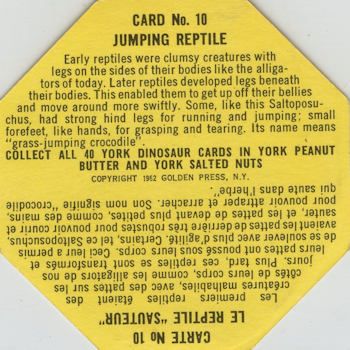 CARD No. 10
JUMPING REPTILE
Early reptiles were clumsy creatures with
legs on the sides of their bodies like the alliga-
tors of today. Later reptiles developed legs beneath
their bodies. This enabled them to get up off their bellies
and move around more swiftly. Some, like this Saltoposu-
chus, had strong hind legs for running and jumping; small
forefeet, like hands, for grasping and tearing. Its name means
"grass-jumping crocodile".
COLLECT ALL 40 YORK DINOSAUR CARDS IN YORK PEANUT
BUTTER AND YORK SALTED NUTS
COPYRIGHT 1962 GOLDEN PRESS, N.Y.
CARTE No 10
LE REPTILE "SAUTEUR"
Les premiers reptiles étaient des
créatures malhabiles, avec des pattes sur les
côtés de leur corps, comme les alligators de nos
jours. Plus tard, ces reptiles se sont transformés et
leurs pattes ont poussé sous leurs corps. Ceci leur a permis
de se soulever avec plus d'agilité. Certains, tel ce Saltoposuchus
avaient les pattes de derrière très robustes pour pouvoir courir et
sauter, et les pattes de devant plus petites, comme des mains,
pour pouvoir attraper et arracher. Son nom signifie "crocodile
qui saute dans l'herbe".